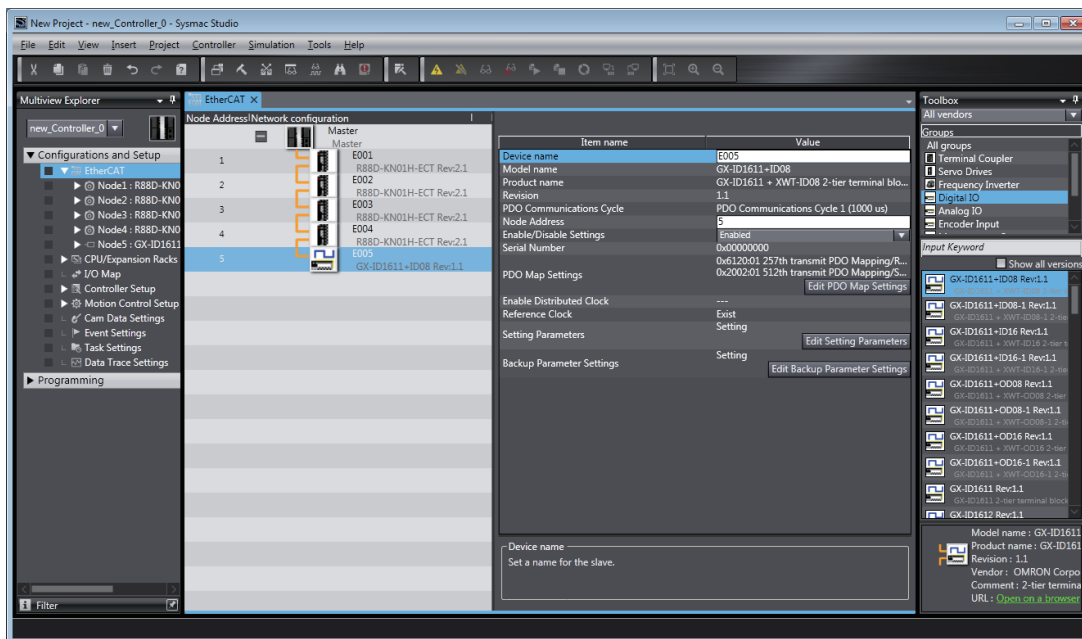 New Project - new_Controller_0 - Sysmac Studio
File Edit View Insert Project Controller Simulation Tools Help
Multiview Explorer
new_Controller_0
Configurations and Setup
EtherCAT
Node1 : R88D-KN0
Node2 : R88D-KN0
Node3 : R88D-KN0
Node4 : R88D-KN0
Node5 : GX-ID1611
CPU/Expansion Racks
I/O Map
Controller Setup
Motion Control Setup
Cam Data Settings
Event Settings
Task Settings
Data Trace Settings
Programming
Filter
EtherCAT
Node Address Network configuration
Master
Master
1 E001
R88D-KN01H-ECT Rev:2.1
2 E002
R88D-KN01H-ECT Rev:2.1
3 E003
R88D-KN01H-ECT Rev:2.1
4 E004
R88D-KN01H-ECT Rev:2.1
5 E005
GX-ID1611+ID08 Rev:1.1
Item name Value
Device name E005
Model name GX-ID1611+ID08
Product name GX-ID1611 + XWT-ID08 2-tier terminal blo...
Revision 1.1
PDO Communications Cycle PDO Communications Cycle 1 (1000 us)
Node Address 5
Enable/Disable Settings Enabled
Serial Number 0x00000000
PDO Map Settings 0x6120:01 257th transmit PDO Mapping/R...
0x2002:01 512th transmit PDO Mapping/S...
Edit PDO Map Settings
Enable Distributed Clock ---
Reference Clock Exist
Setting Parameters Setting
Edit Setting Parameters
Backup Parameter Settings Setting
Edit Backup Parameter Settings
Device name
Set a name for the slave.
Toolbox
All vendors
Groups
All groups
Terminal Coupler
Servo Drives
Frequency Inverter
Digital IO
Analog IO
Encoder Input
Input Keyword
Show all versions
GX-ID1611+ID08 Rev:1.1
GX-ID1611+ID08-1 Rev:1.1
GX-ID1611 + XWT-ID08-1 2-tie
GX-ID1611+ID16 Rev:1.1
GX-ID1611 + XWT-ID16 2-tier t
GX-ID1611+ID16-1 Rev:1.1
GX-ID1611 + XWT-ID16-1 2-tie
GX-ID1611+OD08 Rev:1.1
GX-ID1611 + XWT-OD08 2-tier
GX-ID1611+OD08-1 Rev:1.1
GX-ID1611 + XWT-OD08-1 2-ti
GX-ID1611+OD16 Rev:1.1
GX-ID1611 + XWT-OD16 2-tier
GX-ID1611+OD16-1 Rev:1.1
GX-ID1611 + XWT-OD16-1 2-ti
GX-ID1611 Rev:1.1
GX-ID1611 2-tier terminal block
GX-ID1612 Rev:1.1
Model name : GX-ID1611
Product name : GX-ID161
Revision : 1.1
Vendor : OMRON Corpo
Comment : 2-tier termina
URL : Open on a browser